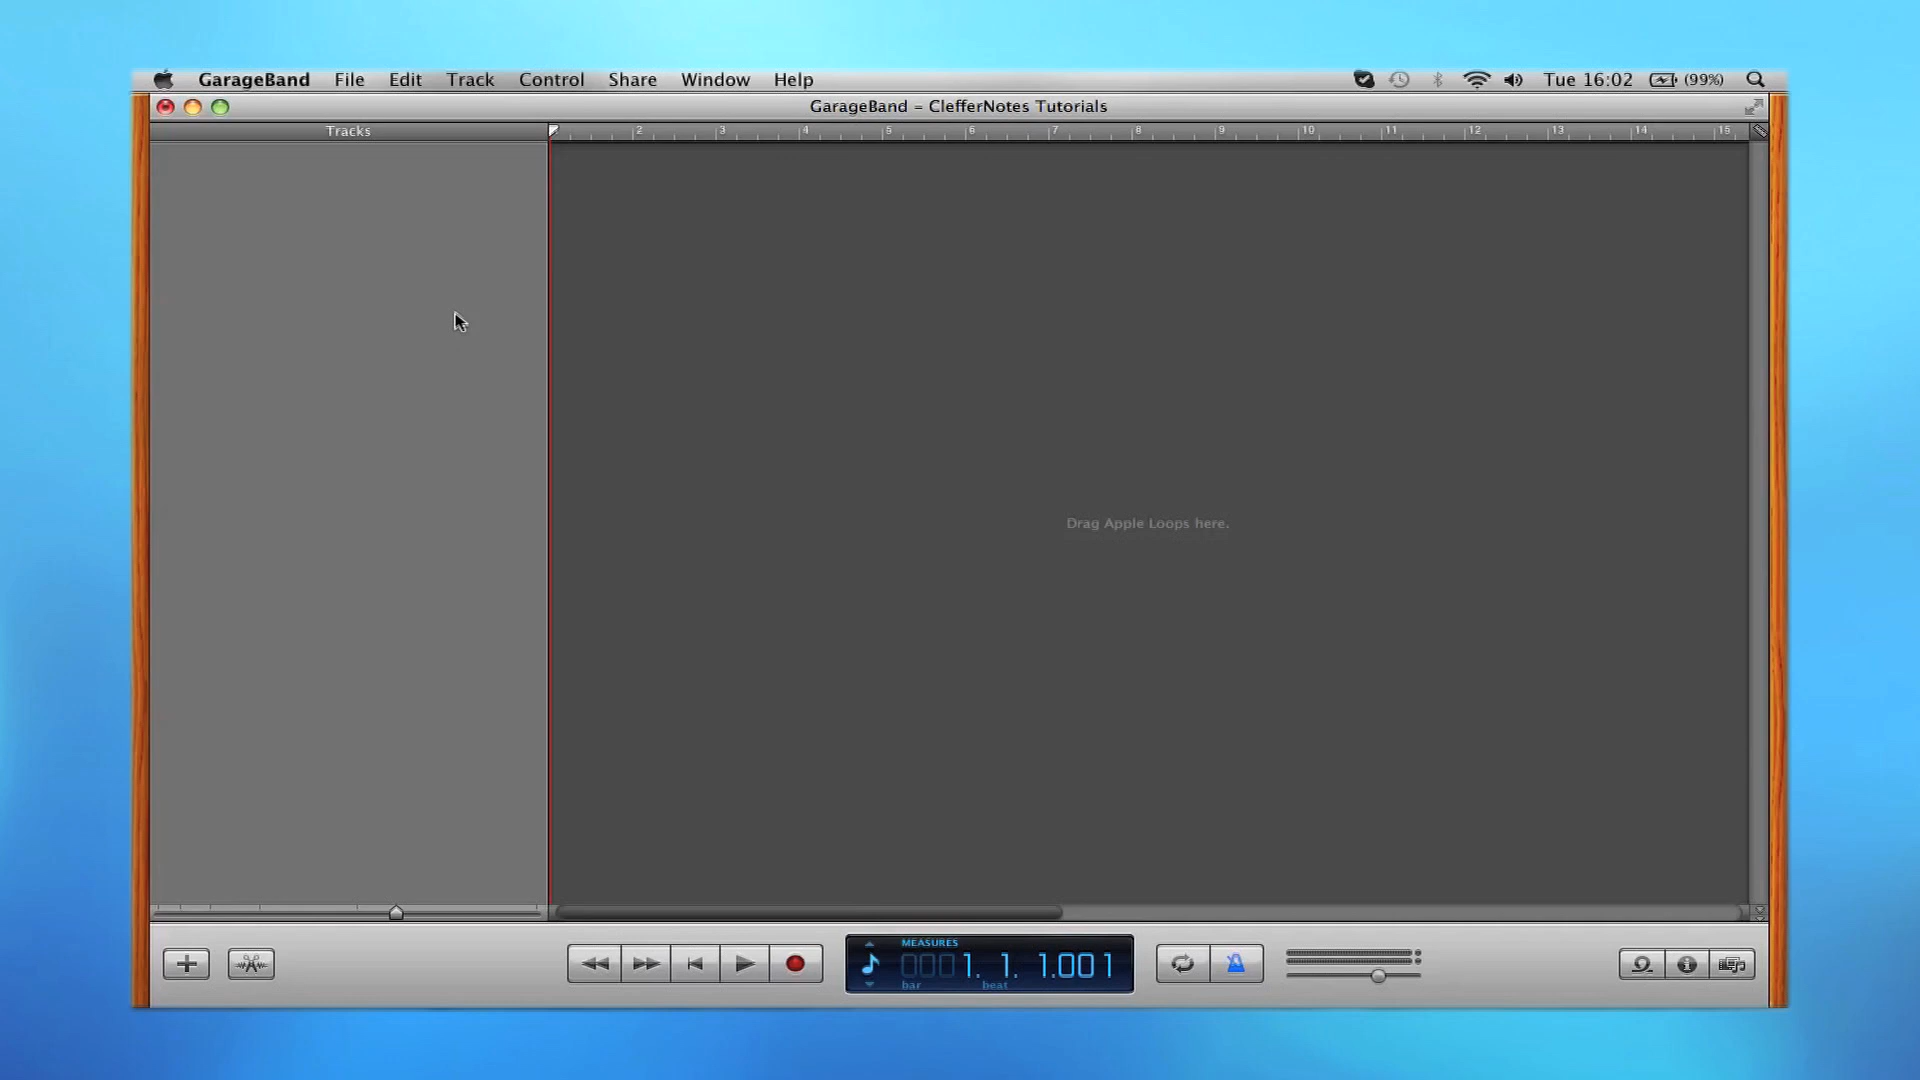 GarageBand File Edit Track Control Share Window Help Tue 16:02 (99%)
GarageBand – ClefferNotes Tutorials
Tracks 2 3 4 5 6 7 8 9 10 11 12 13 14 15
Drag Apple Loops here.
MEASURES
0001. 1. 1.001
bar beat